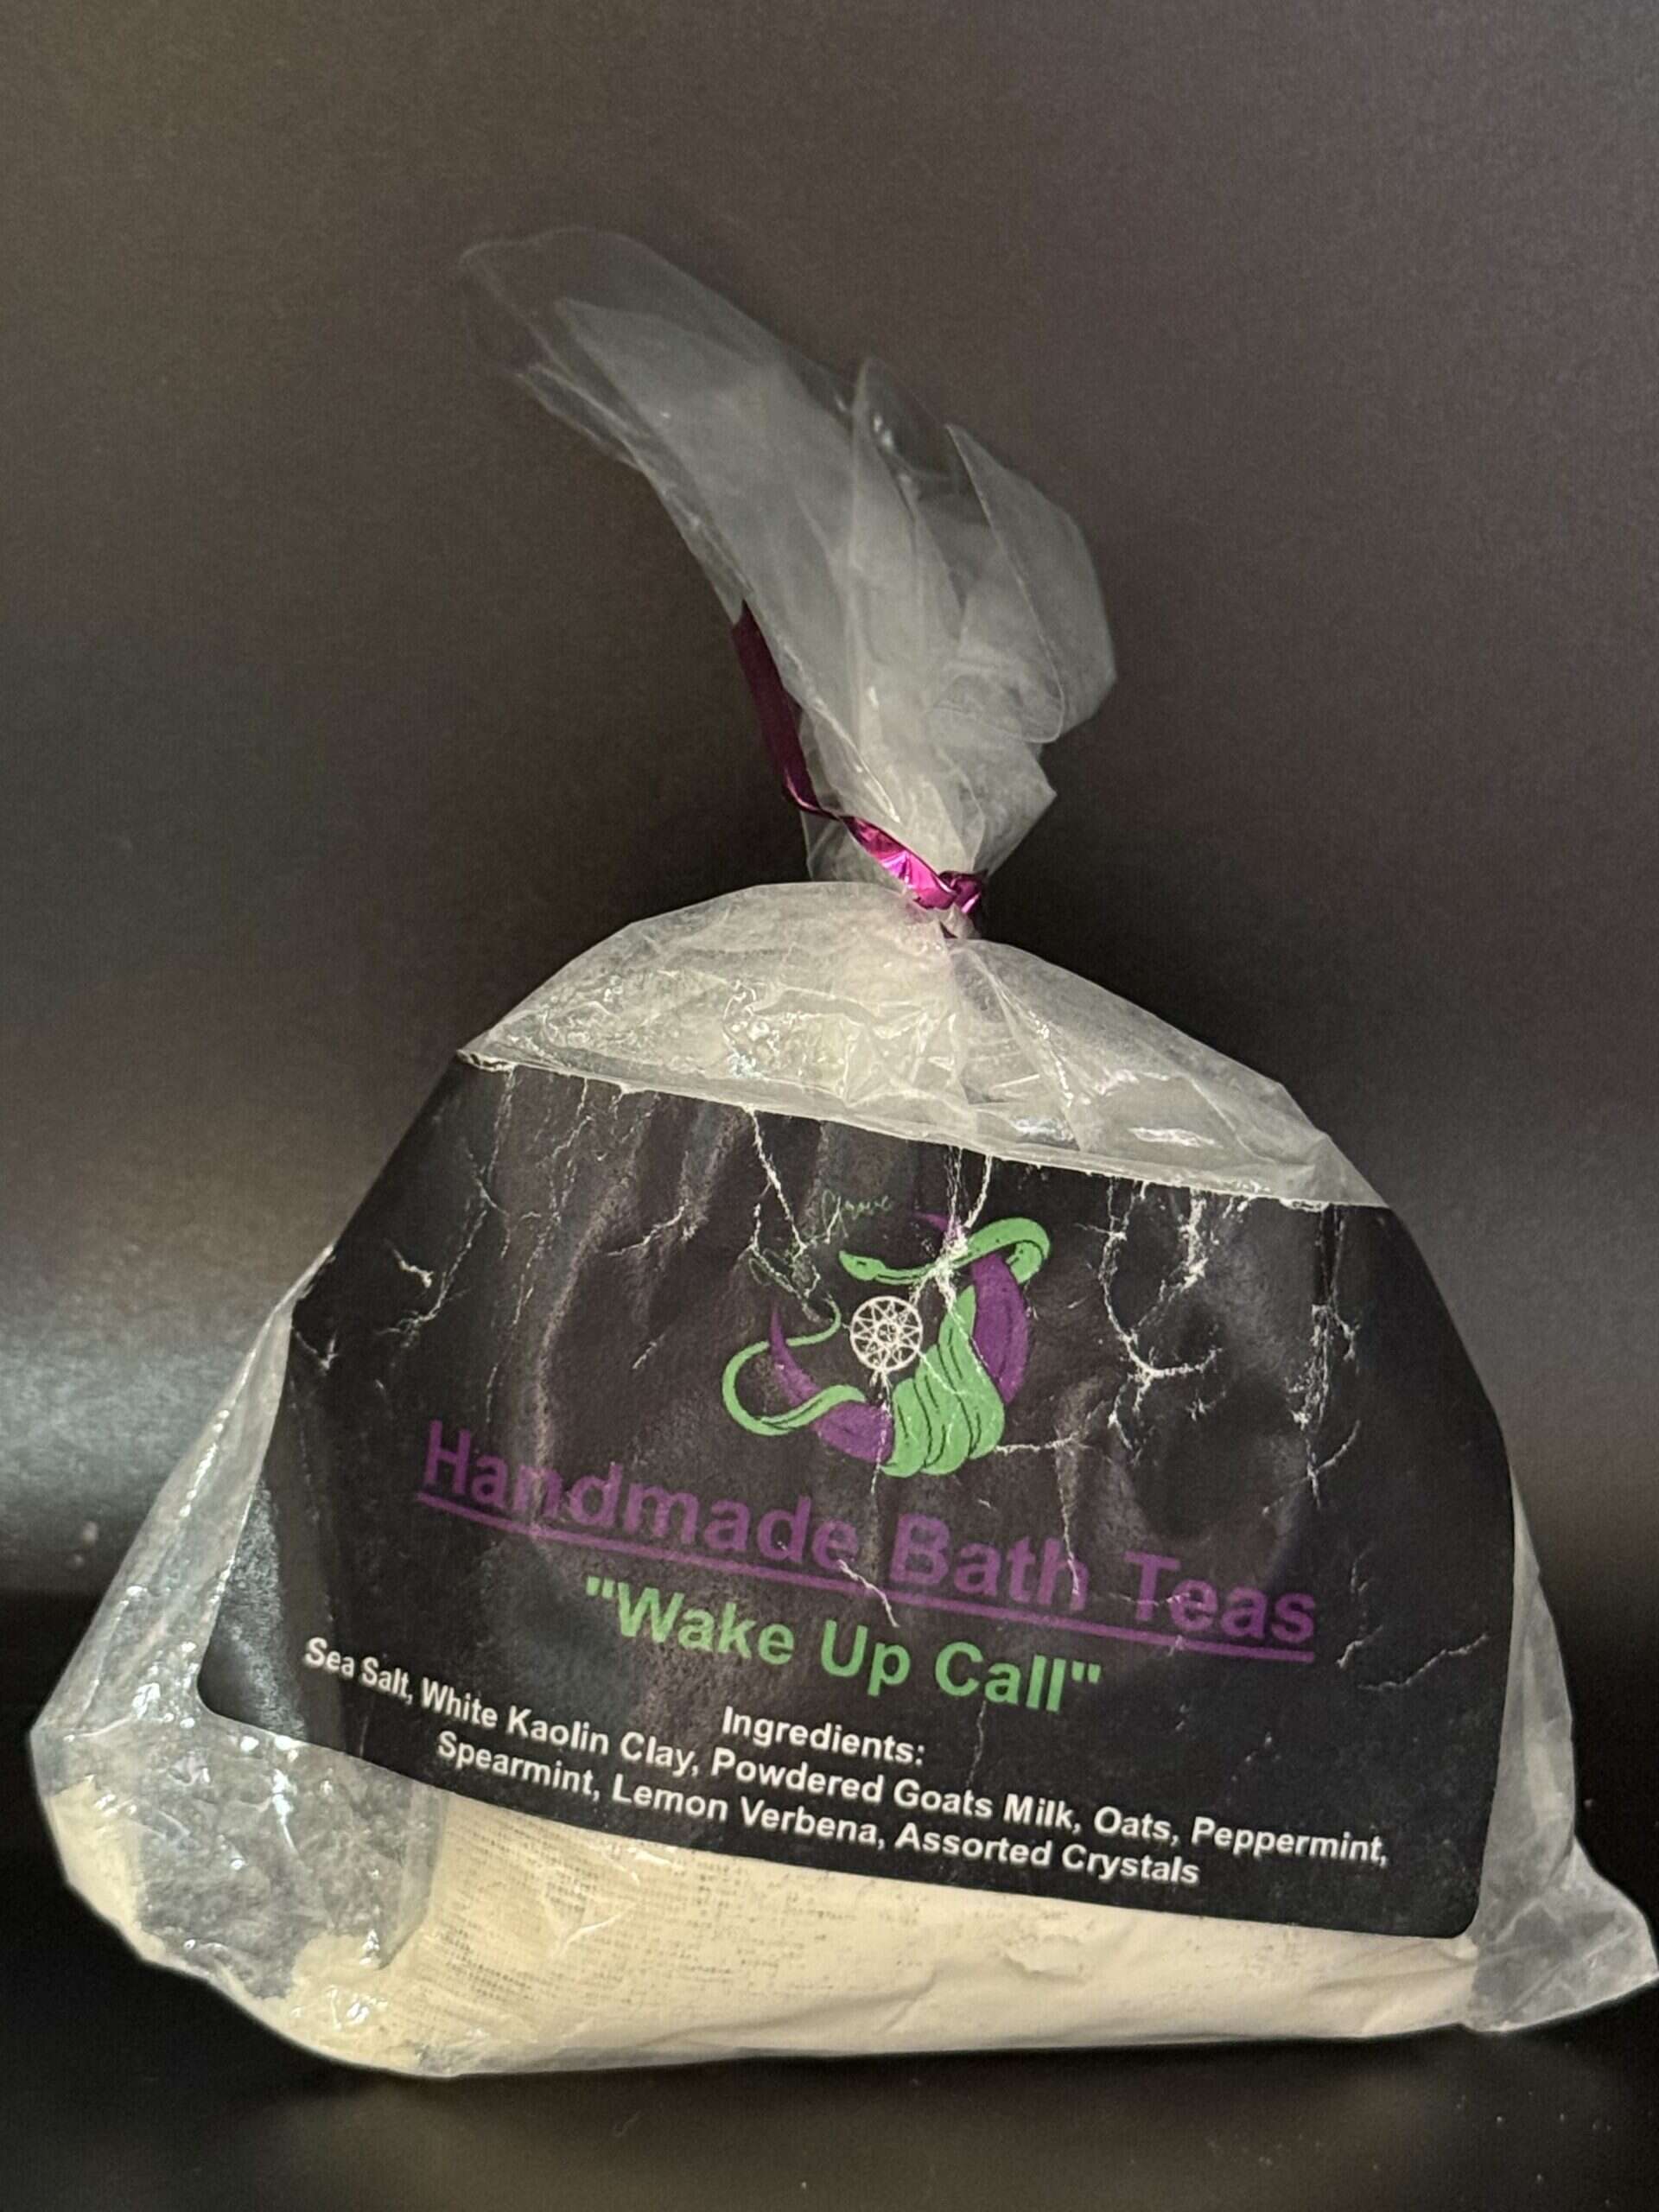 Handmade Bath Teas
"Wake Up Call"
Ingredients:
Sea Salt, White Kaolin Clay, Powdered Goats Milk, Oats, Peppermint,
Spearmint, Lemon Verbena, Assorted Crystals